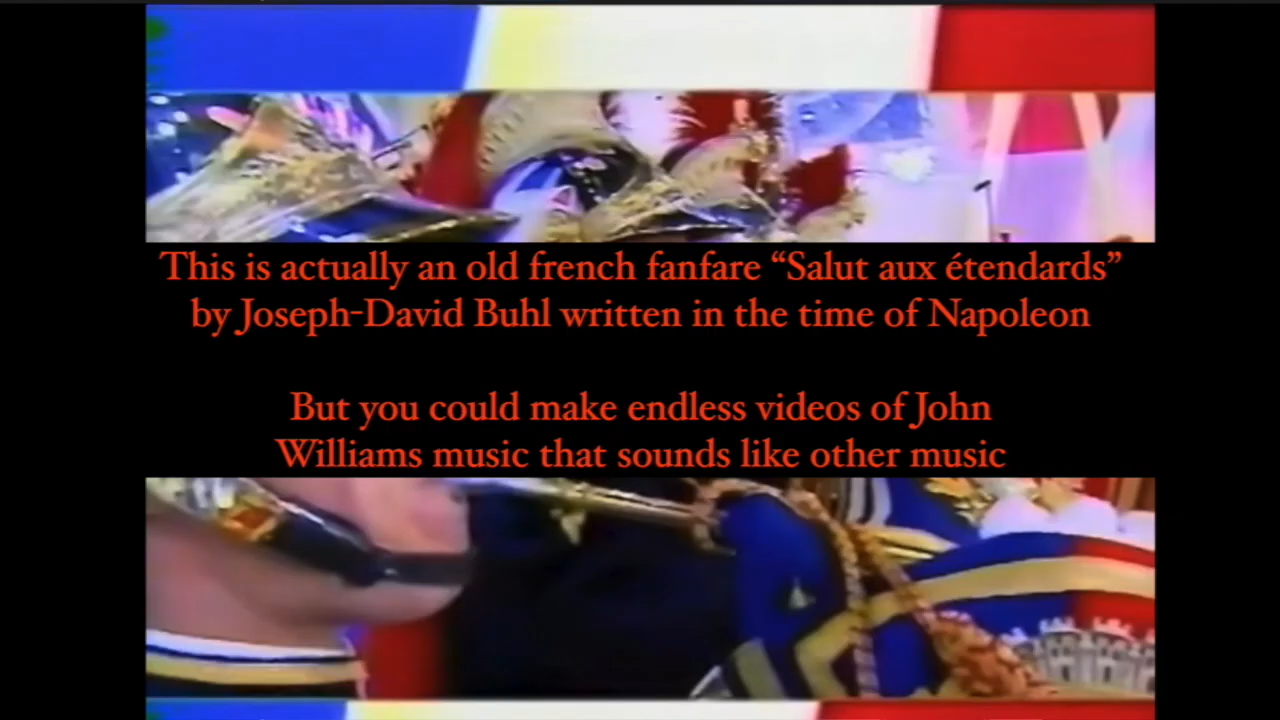 This is actually an old french fanfare “Salut aux étendards”
by Joseph-David Buhl written in the time of Napoleon
But you could make endless videos of John
Williams music that sounds like other music